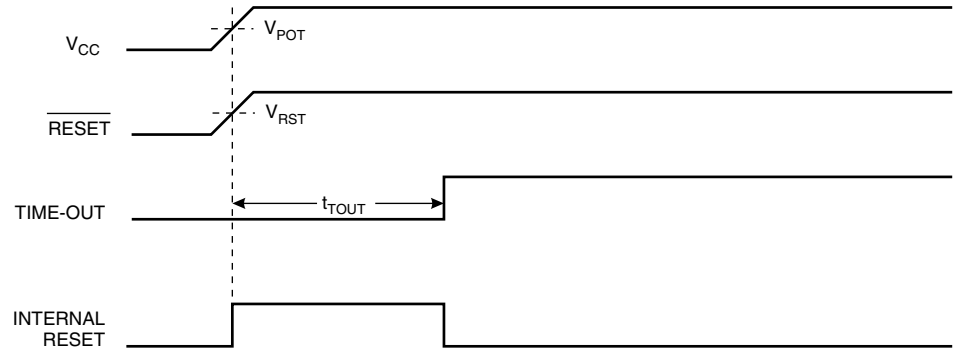 V_CC
V_POT
RESET
V_RST
TIME-OUT
t_TOUT
INTERNAL
RESET